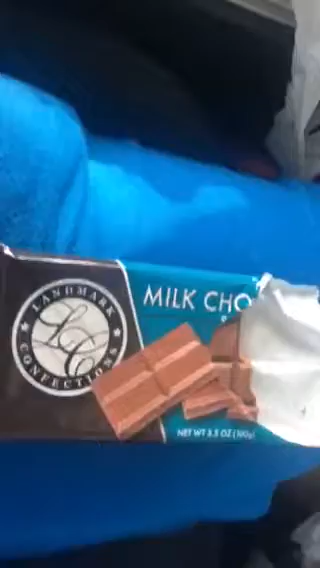 LANDMARK
LC
CONFECTIONS
MILK CHO
NET WT 3.5 OZ (100g)